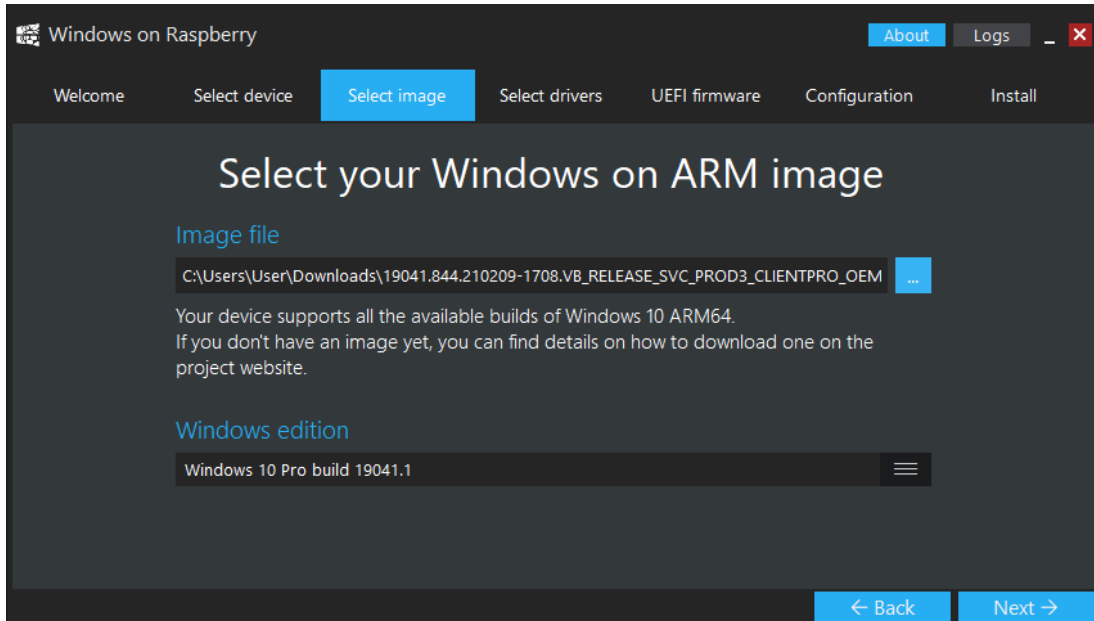 Windows on Raspberry
About
Logs
Welcome
Select device
Select image
Select drivers
UEFI firmware
Configuration
Install
Select your Windows on ARM image
Image file
C:\Users\User\Downloads\19041.844.210209-1708.VB_RELEASE_SVC_PROD3_CLIENTPRO_OEM
...
Your device supports all the available builds of Windows 10 ARM64.
If you don't have an image yet, you can find details on how to download one on the
project website.
Windows edition
Windows 10 Pro build 19041.1
← Back
Next →